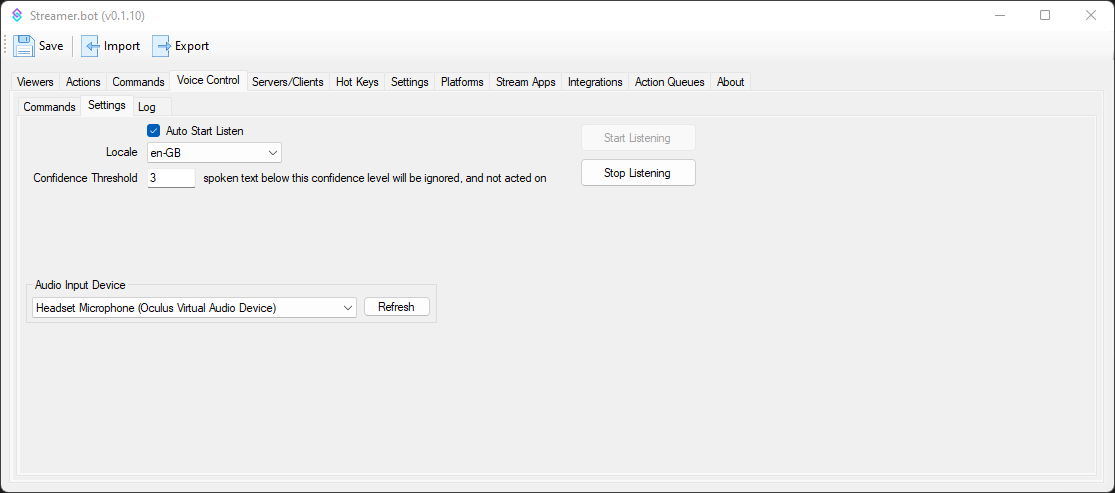 Streamer.bot (v0.1.10)
Save Import Export
Viewers Actions Commands Voice Control Servers/Clients Hot Keys Settings Platforms Stream Apps Integrations Action Queues About
Commands Settings Log
Auto Start Listen
Start Listening
Locale en-GB
Confidence Threshold 3 spoken text below this confidence level will be ignored, and not acted on
Stop Listening
Audio Input Device
Headset Microphone (Oculus Virtual Audio Device) Refresh